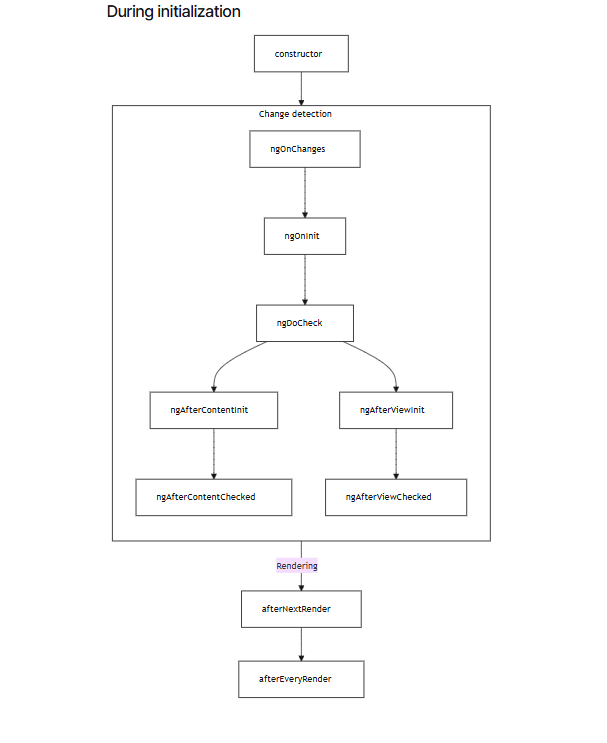 During initialization
constructor
Change detection
ngOnChanges
ngOnInit
ngDoCheck
ngAfterContentInit
ngAfterViewInit
ngAfterContentChecked
ngAfterViewChecked
Rendering
afterNextRender
afterEveryRender